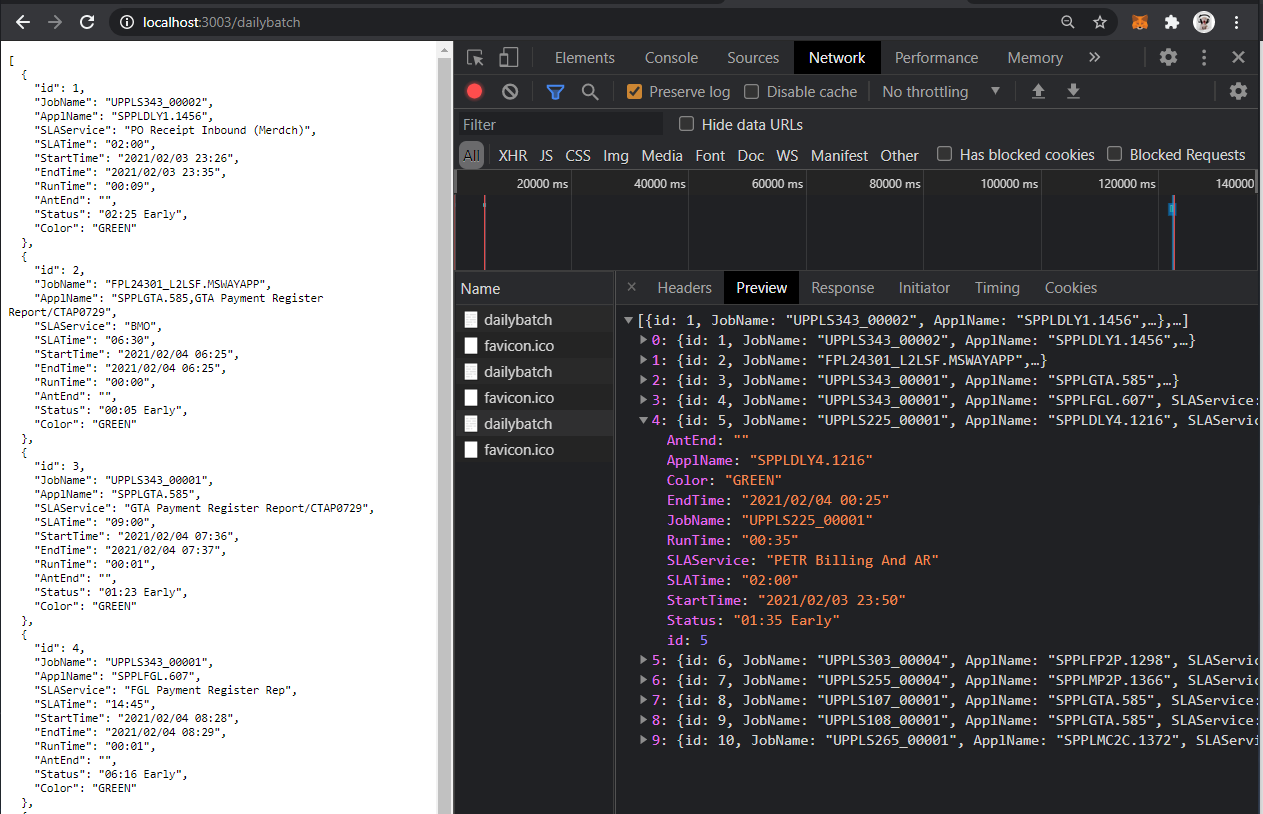 localhost:3003/dailybatch
[
{
"id": 1,
"JobName": "UPPLS343_00002",
"ApplName": "SPPLDLY1.1456",
"SLAService": "PO Receipt Inbound (Merdch)",
"SLATime": "02:00",
"StartTime": "2021/02/03 23:26",
"EndTime": "2021/02/03 23:35",
"RunTime": "00:09",
"AntEnd": "",
"Status": "02:25 Early",
"Color": "GREEN"
},
{
"id": 2,
"JobName": "FPL24301_L2LSF.MSWAYAPP",
"ApplName": "SPPLGTA.585,GTA Payment Register
Report/CTAP0729",
"SLAService": "BMO",
"SLATime": "06:30",
"StartTime": "2021/02/04 06:25",
"EndTime": "2021/02/04 06:25",
"RunTime": "00:00",
"AntEnd": "",
"Status": "00:05 Early",
"Color": "GREEN"
},
{
"id": 3,
"JobName": "UPPLS343_00001",
"ApplName": "SPPLGTA.585",
"SLAService": "GTA Payment Register Report/CTAP0729",
"SLATime": "09:00",
"StartTime": "2021/02/04 07:36",
"EndTime": "2021/02/04 07:37",
"RunTime": "00:01",
"AntEnd": "",
"Status": "01:23 Early",
"Color": "GREEN"
},
{
"id": 4,
"JobName": "UPPLS343_00001",
"ApplName": "SPPLFGL.607",
"SLAService": "FGL Payment Register Rep",
"SLATime": "14:45",
"StartTime": "2021/02/04 08:28",
"EndTime": "2021/02/04 08:29",
"RunTime": "00:01",
"AntEnd": "",
"Status": "06:16 Early",
"Color": "GREEN"
},
Elements Console Sources Network Performance Memory »
Preserve log Disable cache No throttling
Filter Hide data URLs
All XHR JS CSS Img Media Font Doc WS Manifest Other Has blocked cookies Blocked Requests
20000 ms 40000 ms 60000 ms 80000 ms 100000 ms 120000 ms 140000
Name
dailybatch
favicon.ico
dailybatch
favicon.ico
dailybatch
favicon.ico
× Headers Preview Response Initiator Timing Cookies
[{id: 1, JobName: "UPPLS343_00002", ApplName: "SPPLDLY1.1456",…},…]
0: {id: 1, JobName: "UPPLS343_00002", ApplName: "SPPLDLY1.1456",…}
1: {id: 2, JobName: "FPL24301_L2LSF.MSWAYAPP",…}
2: {id: 3, JobName: "UPPLS343_00001", ApplName: "SPPLGTA.585",…}
3: {id: 4, JobName: "UPPLS343_00001", ApplName: "SPPLFGL.607", SLAService:
4: {id: 5, JobName: "UPPLS225_00001", ApplName: "SPPLDLY4.1216", SLAServic
AntEnd: ""
ApplName: "SPPLDLY4.1216"
Color: "GREEN"
EndTime: "2021/02/04 00:25"
JobName: "UPPLS225_00001"
RunTime: "00:35"
SLAService: "PETR Billing And AR"
SLATime: "02:00"
StartTime: "2021/02/03 23:50"
Status: "01:35 Early"
id: 5
5: {id: 6, JobName: "UPPLS303_00004", ApplName: "SPPLFP2P.1298", SLAServic
6: {id: 7, JobName: "UPPLS255_00004", ApplName: "SPPLMP2P.1366", SLAServic
7: {id: 8, JobName: "UPPLS107_00001", ApplName: "SPPLGTA.585", SLAService:
8: {id: 9, JobName: "UPPLS108_00001", ApplName: "SPPLGTA.585", SLAService:
9: {id: 10, JobName: "UPPLS265_00001", ApplName: "SPPLMC2C.1372", SLAServi